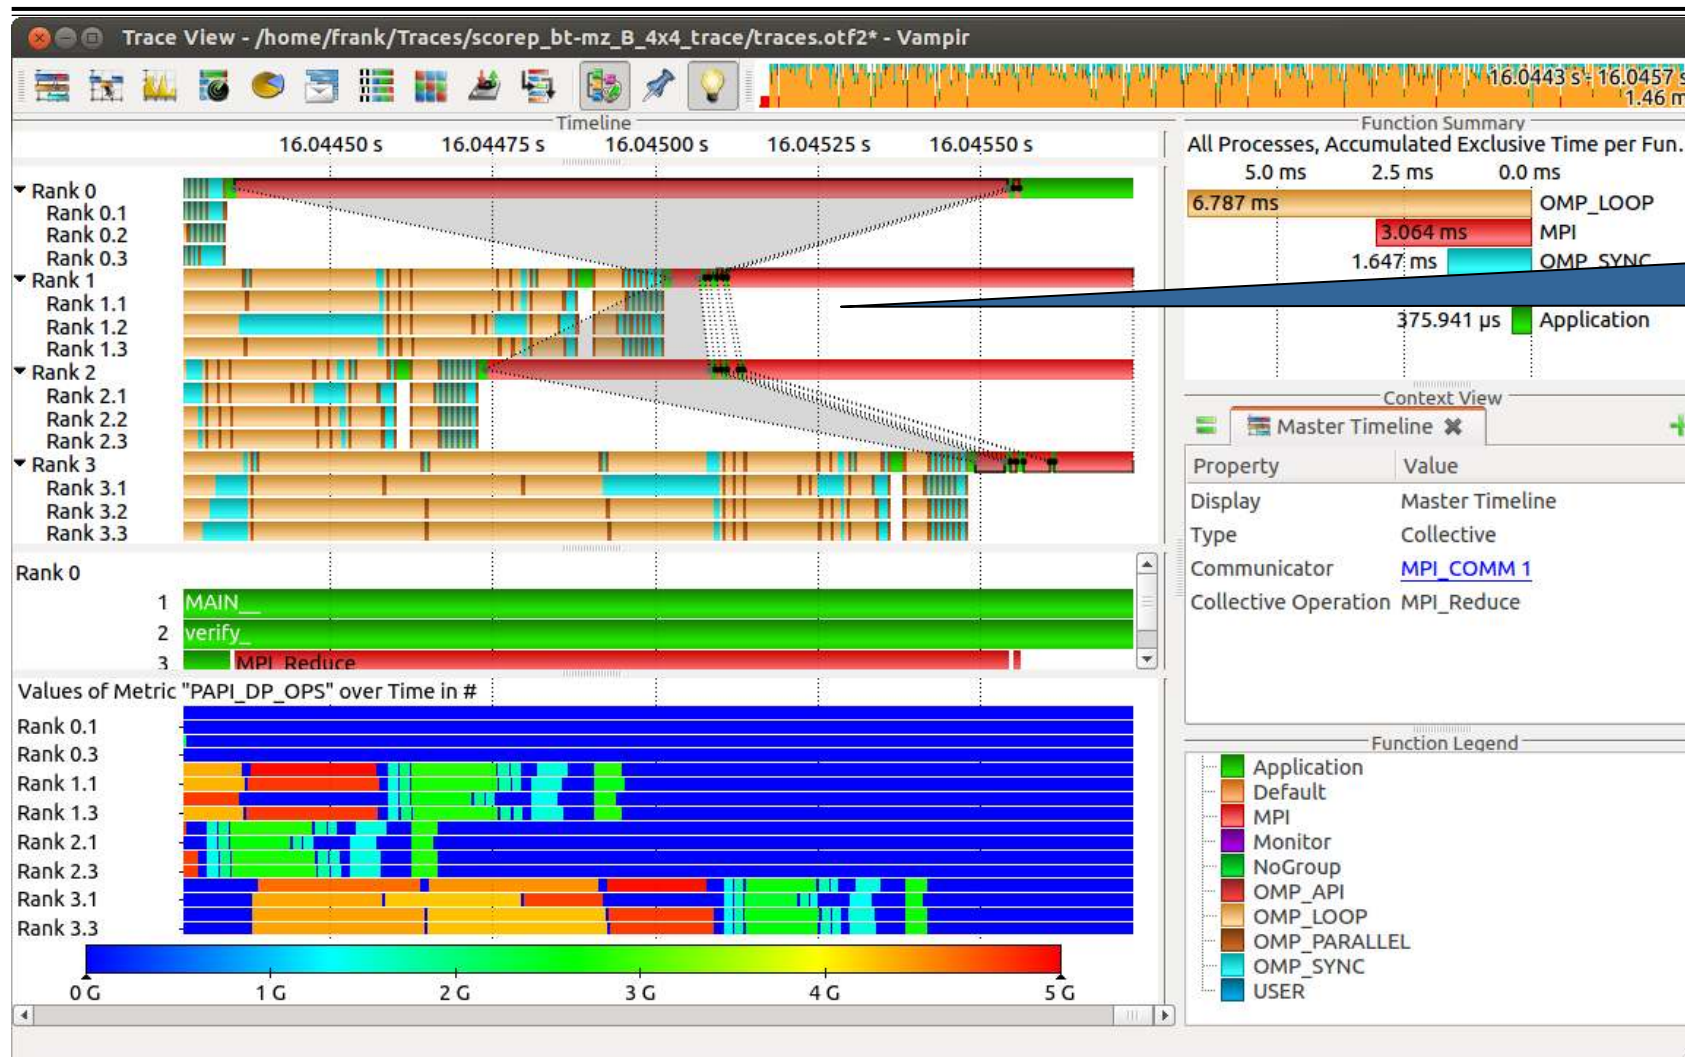 Trace View - /home/frank/Traces/scorep_bt-mz_B_4x4_trace/traces.otf2* - Vampir
16.0443 s - 16.0457 s
1.46 m
Timeline
16.04450 s 16.04475 s 16.04500 s 16.04525 s 16.04550 s
Rank 0
Rank 0.1
Rank 0.2
Rank 0.3
Rank 1
Rank 1.1
Rank 1.2
Rank 1.3
Rank 2
Rank 2.1
Rank 2.2
Rank 2.3
Rank 3
Rank 3.1
Rank 3.2
Rank 3.3
Rank 0
1 MAIN__
2 verify_
3 MPI_Reduce
Values of Metric "PAPI_DP_OPS" over Time in #
Rank 0.1
Rank 0.3
Rank 1.1
Rank 1.3
Rank 2.1
Rank 2.3
Rank 3.1
Rank 3.3
0 G 1 G 2 G 3 G 4 G 5 G
Function Summary
All Processes, Accumulated Exclusive Time per Fun.
5.0 ms 2.5 ms 0.0 ms
6.787 ms OMP_LOOP
3.064 ms MPI
1.647 ms OMP_SYNC
375.941 µs Application
Context View
Master Timeline
Property Value
Display Master Timeline
Type Collective
Communicator MPI_COMM 1
Collective Operation MPI_Reduce
Function Legend
Application
Default
MPI
Monitor
NoGroup
OMP_API
OMP_LOOP
OMP_PARALLEL
OMP_SYNC
USER